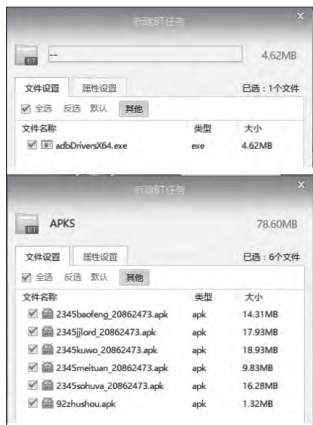 新建BT任务 x
BT -- 4.62MB
文件设置 属性设置 已选：1个文件
全选 反选 默认 其他
文件名称 类型 大小
adbDriversX64.exe exe 4.62MB
新建BT任务 x
BT APKS 78.60MB
文件设置 属性设置 已选：6个文件
全选 反选 默认 其他
文件名称 类型 大小
2345baofeng_20862473.apk apk 14.31MB
2345jjlord_20862473.apk apk 17.93MB
2345kuwo_20862473.apk apk 18.93MB
2345meituan_20862473.apk apk 9.83MB
2345sohuva_20862473.apk apk 16.28MB
92zhushou.apk apk 1.32MB